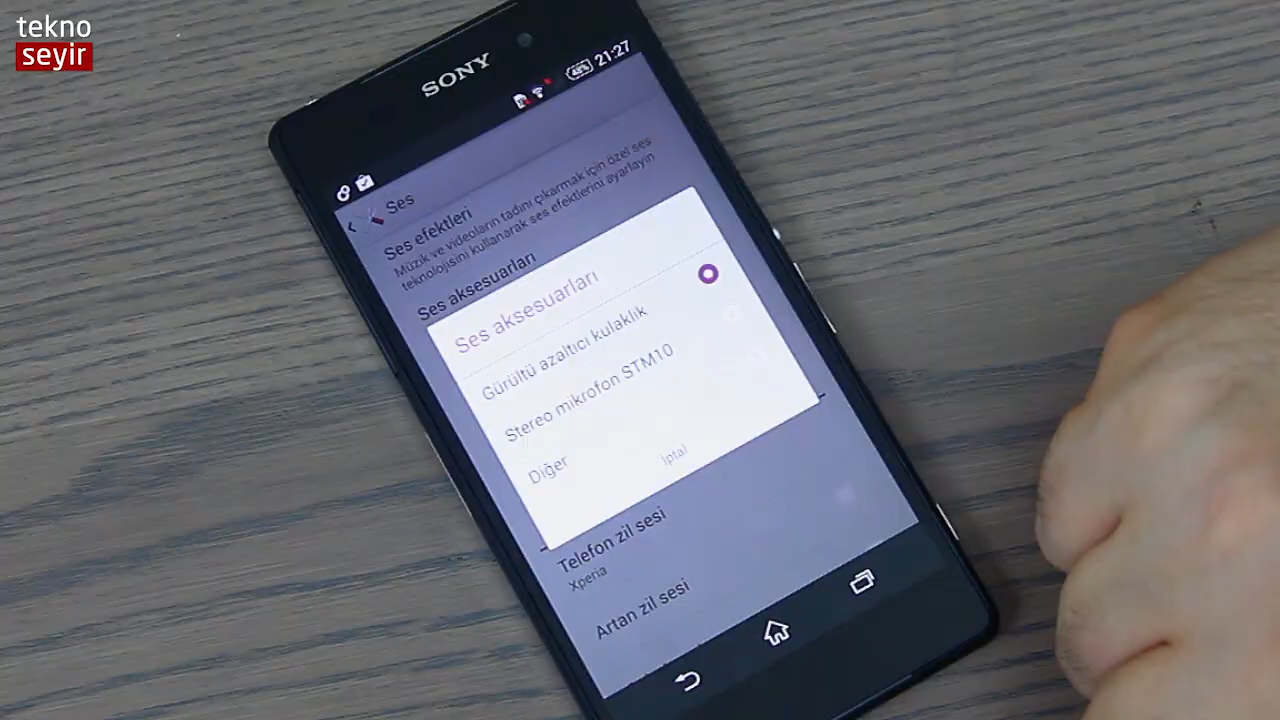 tekno
seyir
SONY
48%
21:27
Ses
Ses efektleri
Müzik ve videoların tadını çıkarmak için özel ses
teknolojisini kullanarak ses efektlerini ayarlayın
Ses aksesuarları
Ses aksesuarları
Gürültü azaltıcı kulaklık
Stereo mikrofon STM10
Diğer
İptal
Telefon zil sesi
Xperia
Artan zil sesi